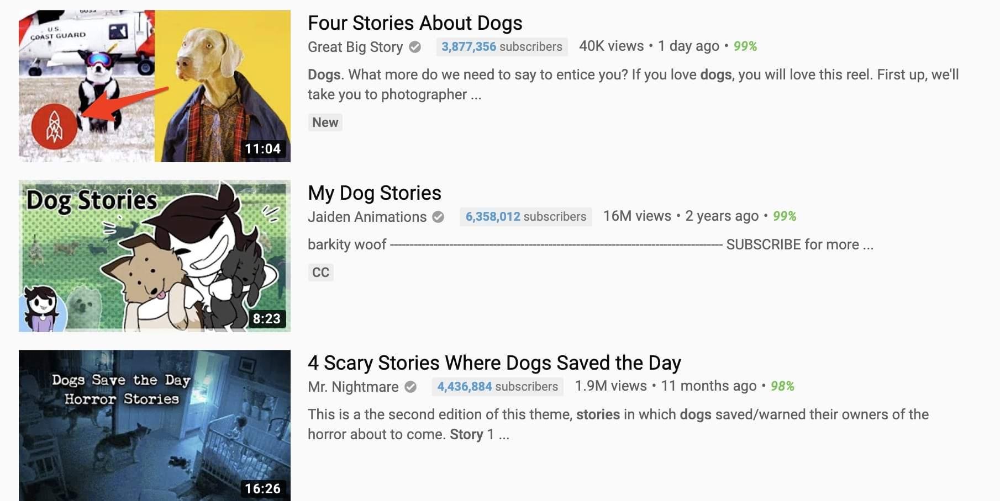 6033
U.S.
COAST GUARD
11:04
Four Stories About Dogs
Great Big Story 3,877,356 subscribers 40K views • 1 day ago • 99%
Dogs. What more do we need to say to entice you? If you love dogs, you will love this reel. First up, we'll
take you to photographer ...
New
Dog Stories
8:23
My Dog Stories
Jaiden Animations 6,358,012 subscribers 16M views • 2 years ago • 99%
barkity woof ------------------------------------------------------------------------------------- SUBSCRIBE for more ...
CC
Dogs Save the Day
Horror Stories
16:26
4 Scary Stories Where Dogs Saved the Day
Mr. Nightmare 4,436,884 subscribers 1.9M views • 11 months ago • 98%
This is a the second edition of this theme, stories in which dogs saved/warned their owners of the
horror about to come. Story 1 ...